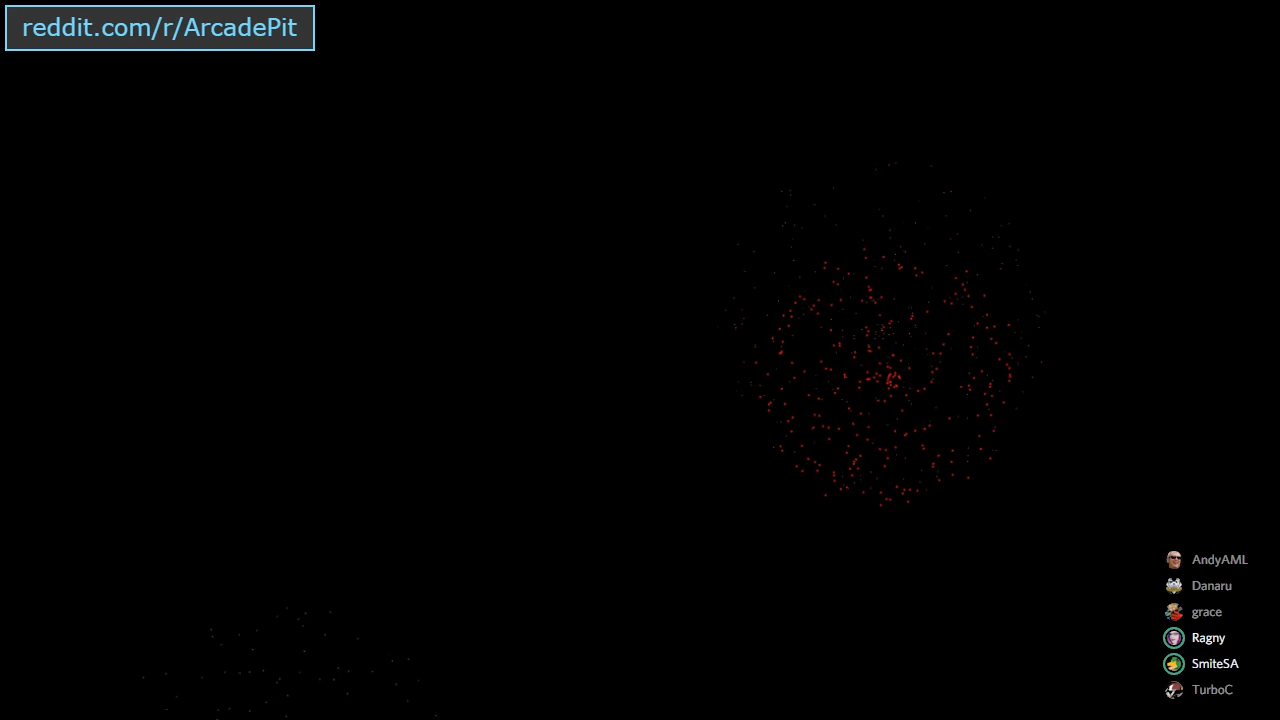 reddit.com/r/ArcadePit
AndyAML
Danaru
grace
Ragny
SmiteSA
TurboC